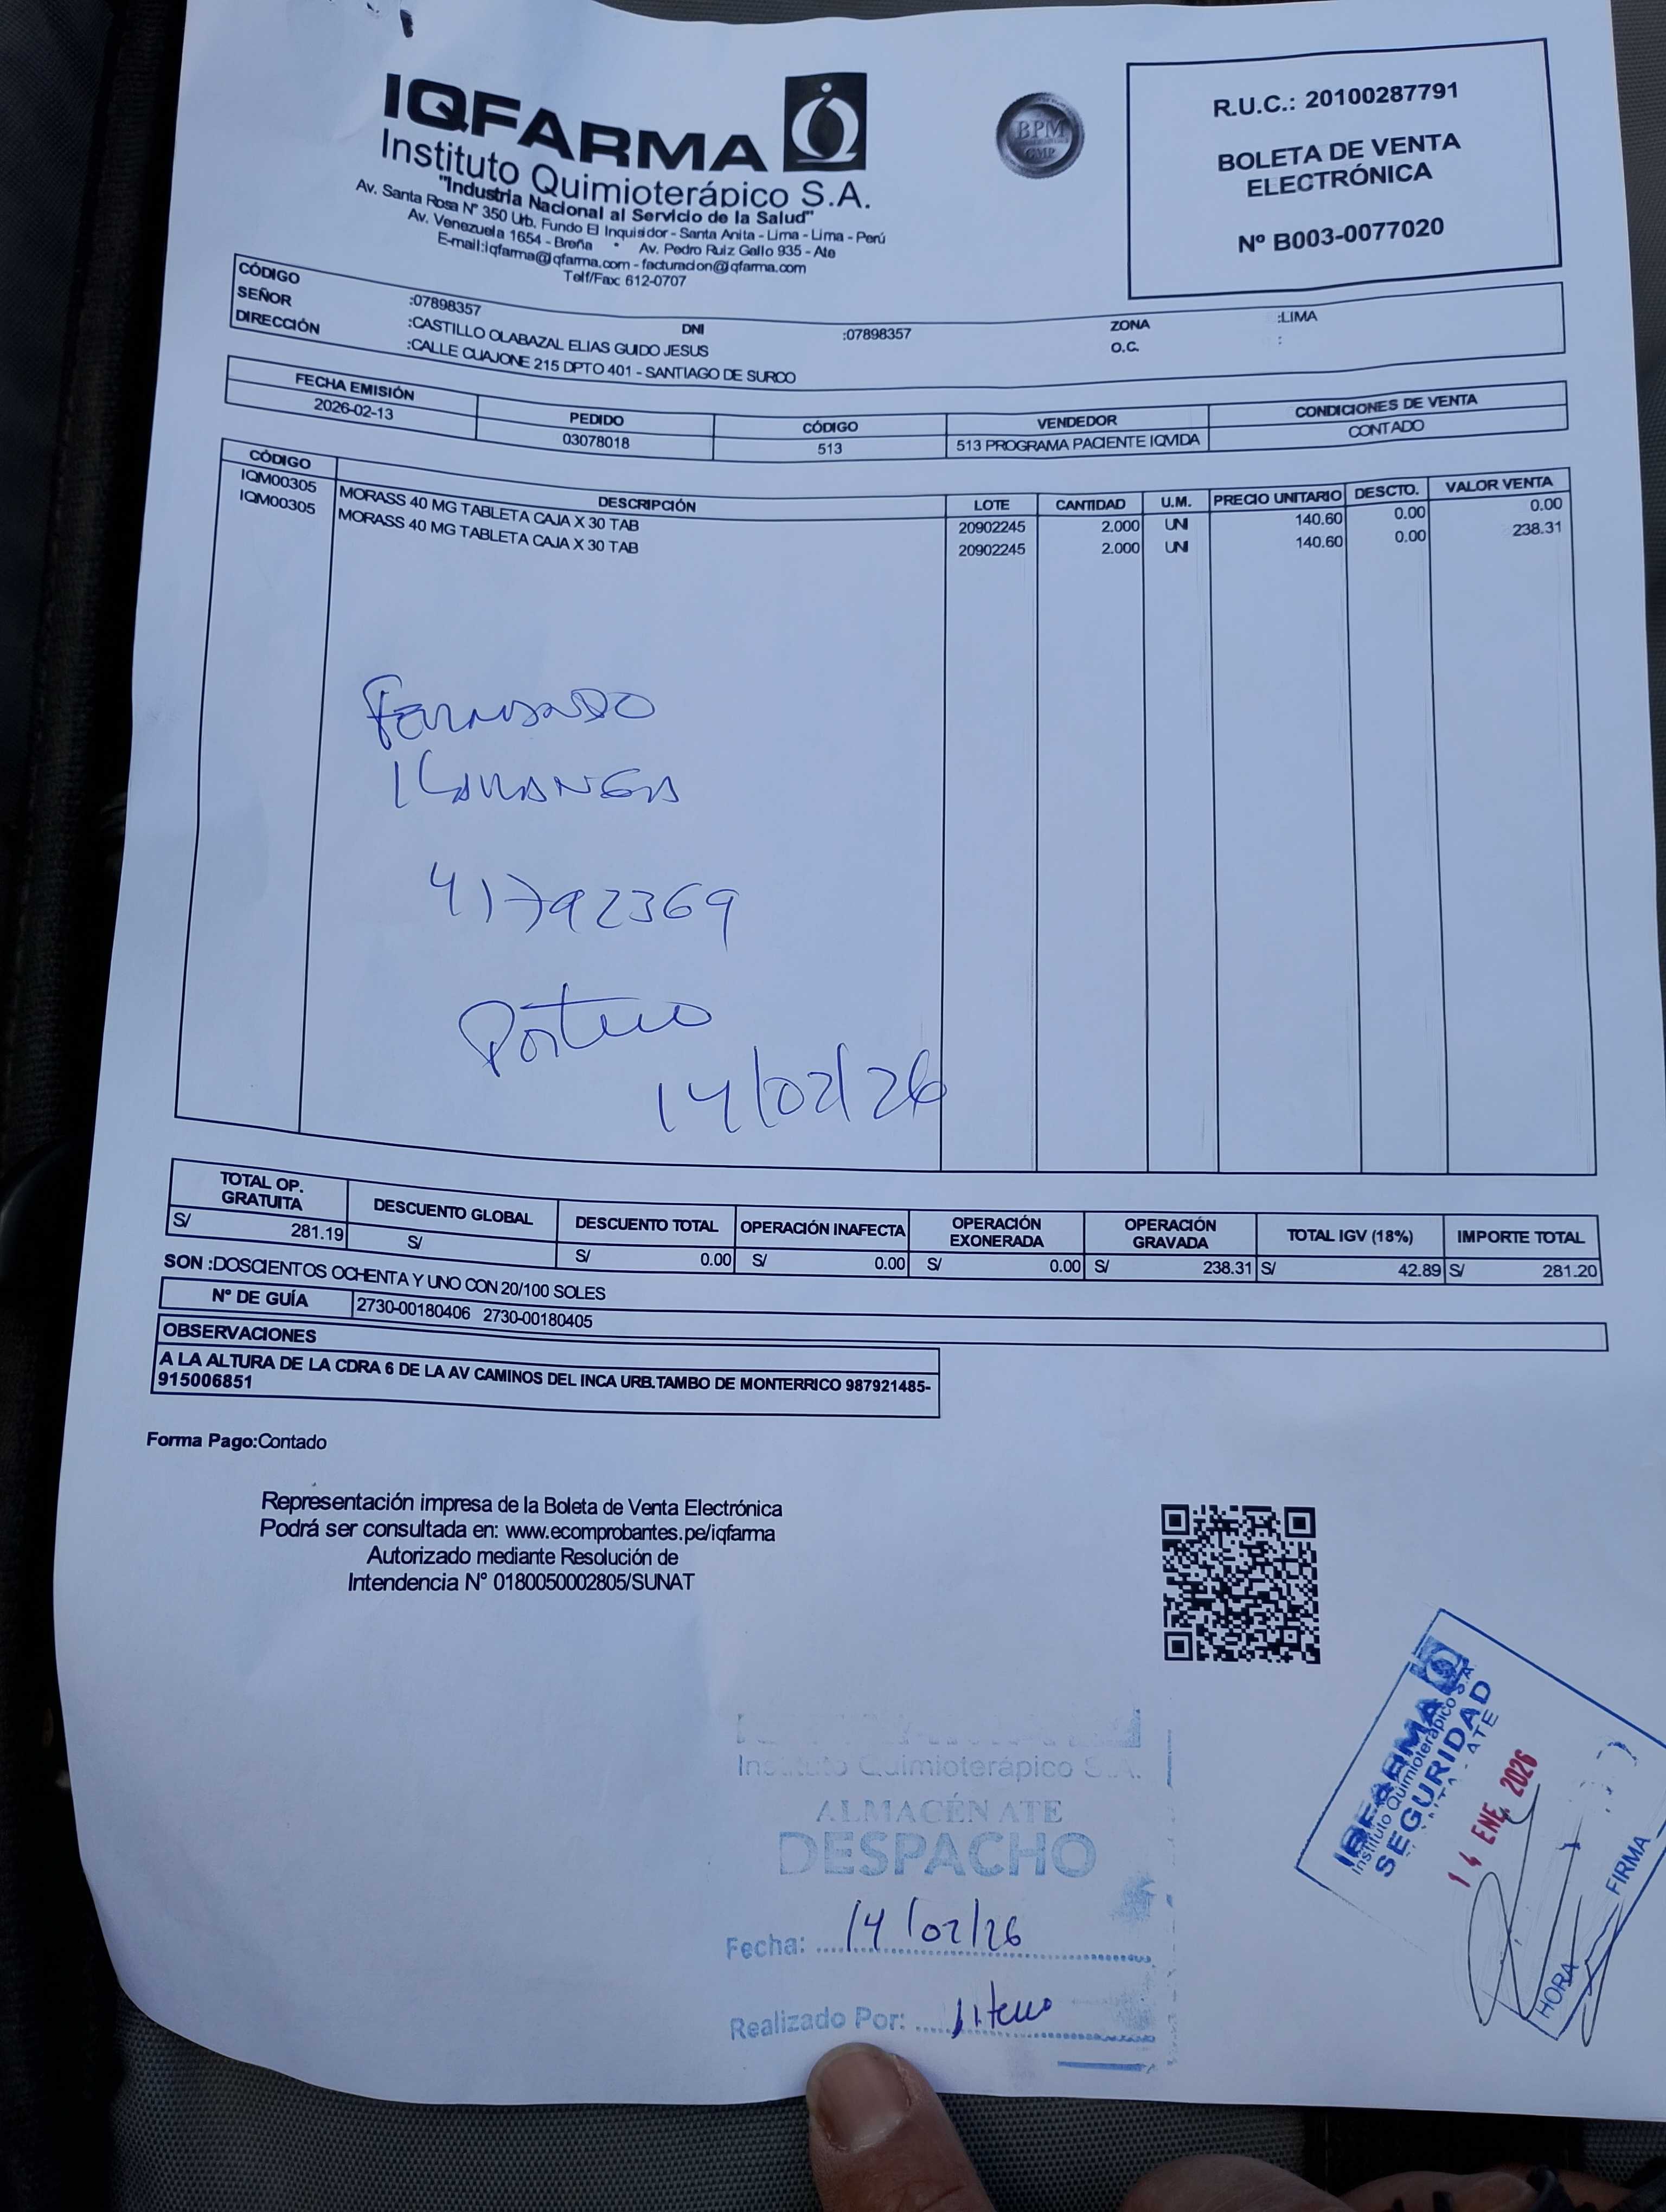 IQFARMA
Instituto Quimioterápico S.A.
"Industria Nacional al Servicio de la Salud"
Av. Santa Rosa N° 350 Urb. Fundo El Inquisidor - Santa Anita - Lima - Lima - Perú
Av. Venezuela 1654 - Breña • Av. Pedro Ruiz Gallo 935 - Ate
E-mail:iqfarma@iqfarma.com - facturacion@iqfarma.com
Telf/Fax: 612-0707
BPM
GMP
R.U.C.: 20100287791
BOLETA DE VENTA
ELECTRÓNICA
Nº B003-0077020
CÓDIGO :07898357 DNI :07898357 ZONA :LIMA
SEÑOR :CASTILLO OLABAZAL ELIAS GUIDO JESUS O.C. :
DIRECCIÓN :CALLE CUAJONE 215 DPTO 401 - SANTIAGO DE SURCO
FECHA EMISIÓN PEDIDO CÓDIGO VENDEDOR CONDICIONES DE VENTA
2026-02-13 03078018 513 513 PROGRAMA PACIENTE IQVIDA CONTADO
CÓDIGO DESCRIPCIÓN LOTE CANTIDAD U.M. PRECIO UNITARIO DESCTO. VALOR VENTA
IQM00305 MORASS 40 MG TABLETA CAJA X 30 TAB 20902245 2.000 UNI 140.60 0.00 0.00
IQM00305 MORASS 40 MG TABLETA CAJA X 30 TAB 20902245 2.000 UNI 140.60 0.00 238.31
Fernando
41792369
14/02/26
TOTAL OP. GRATUITA DESCUENTO GLOBAL DESCUENTO TOTAL OPERACIÓN INAFECTA OPERACIÓN EXONERADA OPERACIÓN GRAVADA TOTAL IGV (18%) IMPORTE TOTAL
S/ 281.19 S/ S/ 0.00 S/ 0.00 S/ 0.00 S/ 238.31 S/ 42.89 S/ 281.20
SON :DOSCIENTOS OCHENTA Y UNO CON 20/100 SOLES
N° DE GUÍA 2730-00180406 2730-00180405
OBSERVACIONES
A LA ALTURA DE LA CDRA 6 DE LA AV CAMINOS DEL INCA URB.TAMBO DE MONTERRICO 987921485-
915006851
Forma Pago:Contado
Representación impresa de la Boleta de Venta Electrónica
Podrá ser consultada en: www.ecomprobantes.pe/iqfarma
Autorizado mediante Resolución de
Intendencia N° 0180050002805/SUNAT
Instituto Quimioterápico S.A.
ALMACÉN ATE
DESPACHO
Fecha: 14/02/26
Realizado Por:
IQFARMA
Instituto Quimioterápico S.A.
SEGURIDAD
ATE
14 ENE. 2026
HORA FIRMA